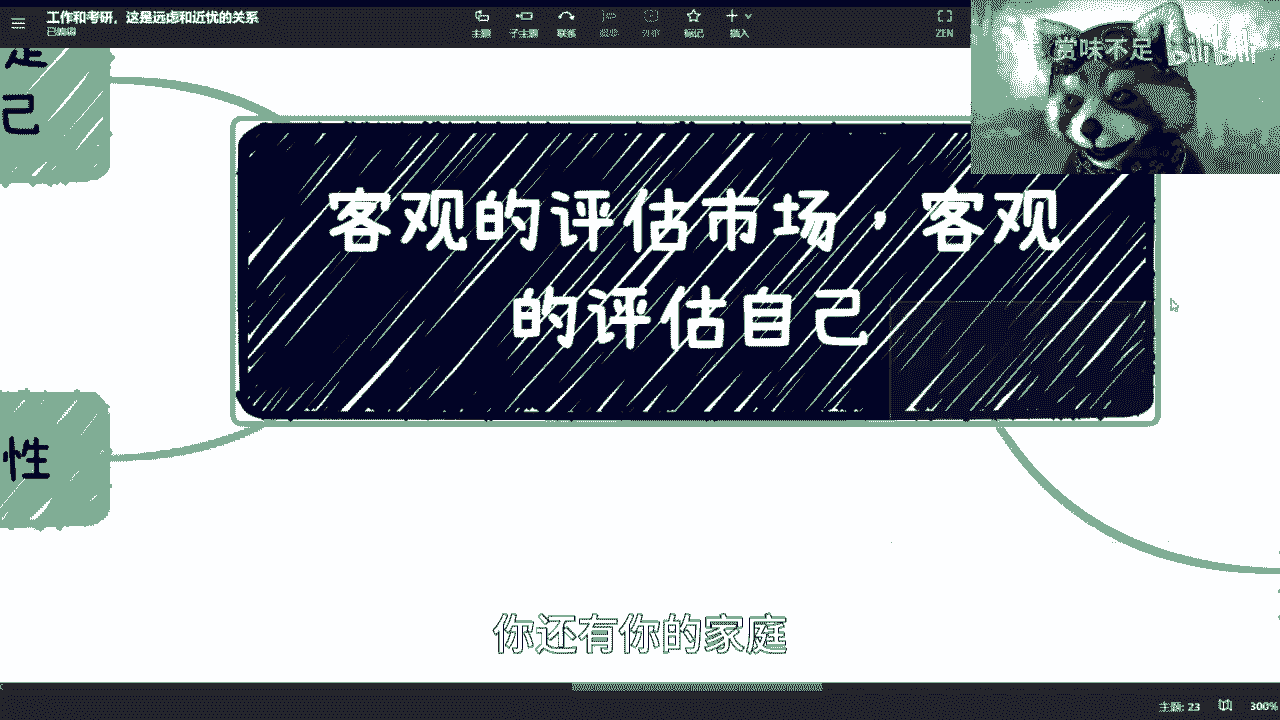 工作和考研，这是远虑和近忧的关系
已编辑
主题
子主题
联系
概要
外框
标记
插入
ZEN
赏味不足
bilibili
己
客观的评估市场，客观
的评估自己
性
你还有你的家庭
主题: 23
300%